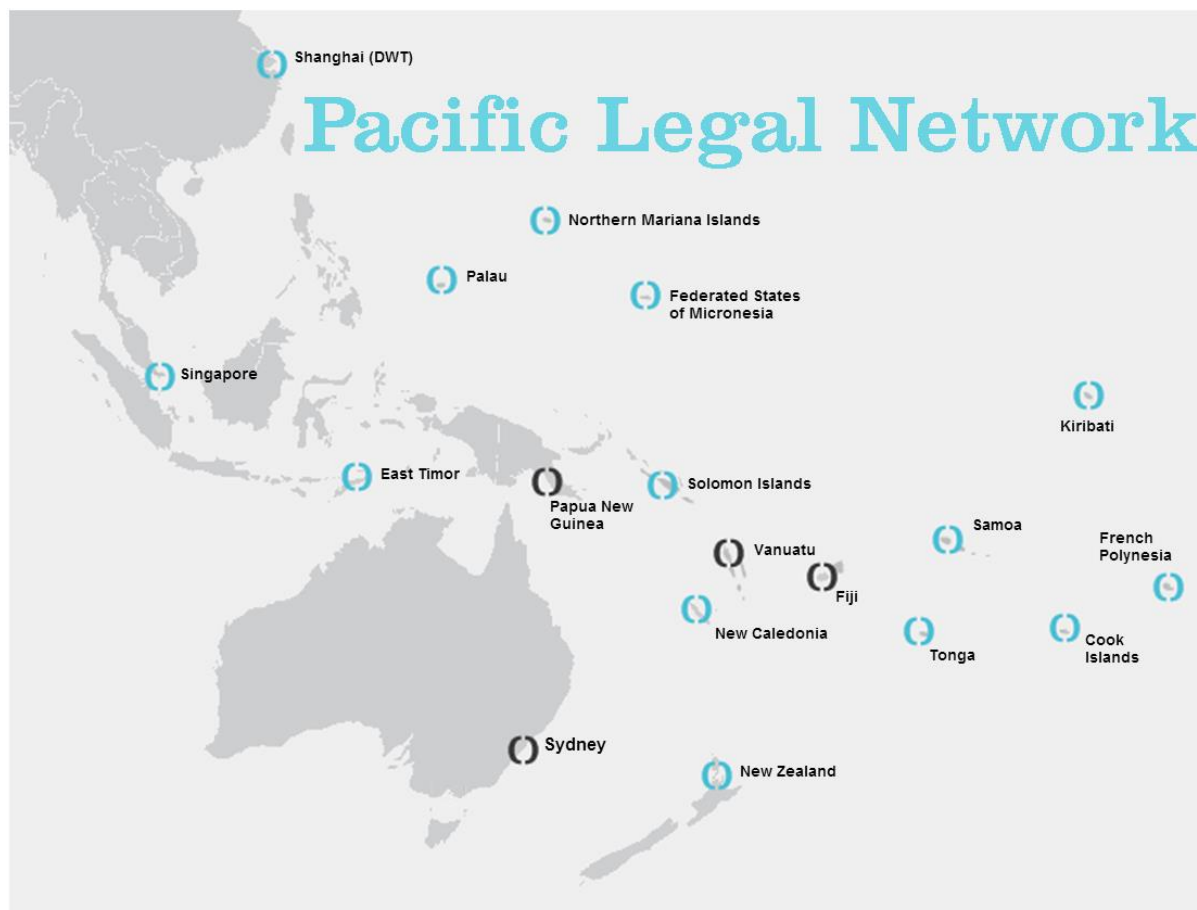 Shanghai (DWT)
Pacific Legal Network
Northern Mariana Islands
Palau
Federated States
of Micronesia
Singapore
Kiribati
East Timor
Solomon Islands
Papua New
Guinea
Samoa
French
Polynesia
Vanuatu
Fiji
New Caledonia
Tonga
Cook
Islands
Sydney
New Zealand